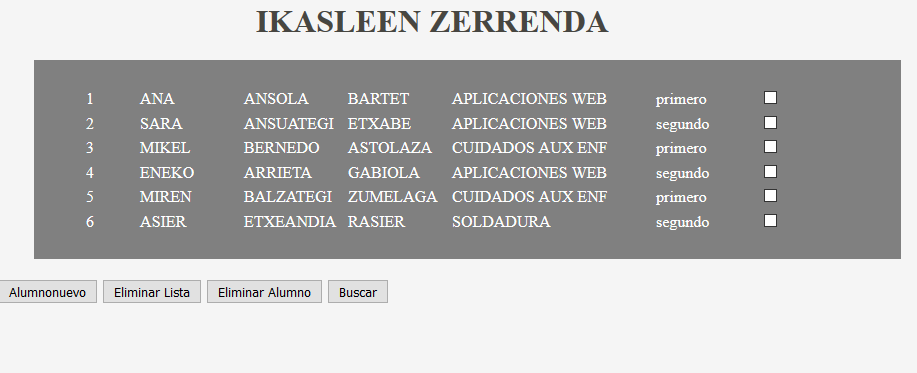 IKASLEEN ZERRENDA
1 ANA ANSOLA BARTET APLICACIONES WEB primero
2 SARA ANSUATEGI ETXABE APLICACIONES WEB segundo
3 MIKEL BERNEDO ASTOLAZA CUIDADOS AUX ENF primero
4 ENEKO ARRIETA GABIOLA APLICACIONES WEB segundo
5 MIREN BALZATEGI ZUMELAGA CUIDADOS AUX ENF primero
6 ASIER ETXEANDIA RASIER SOLDADURA segundo
Alumnonuevo Eliminar Lista Eliminar Alumno Buscar